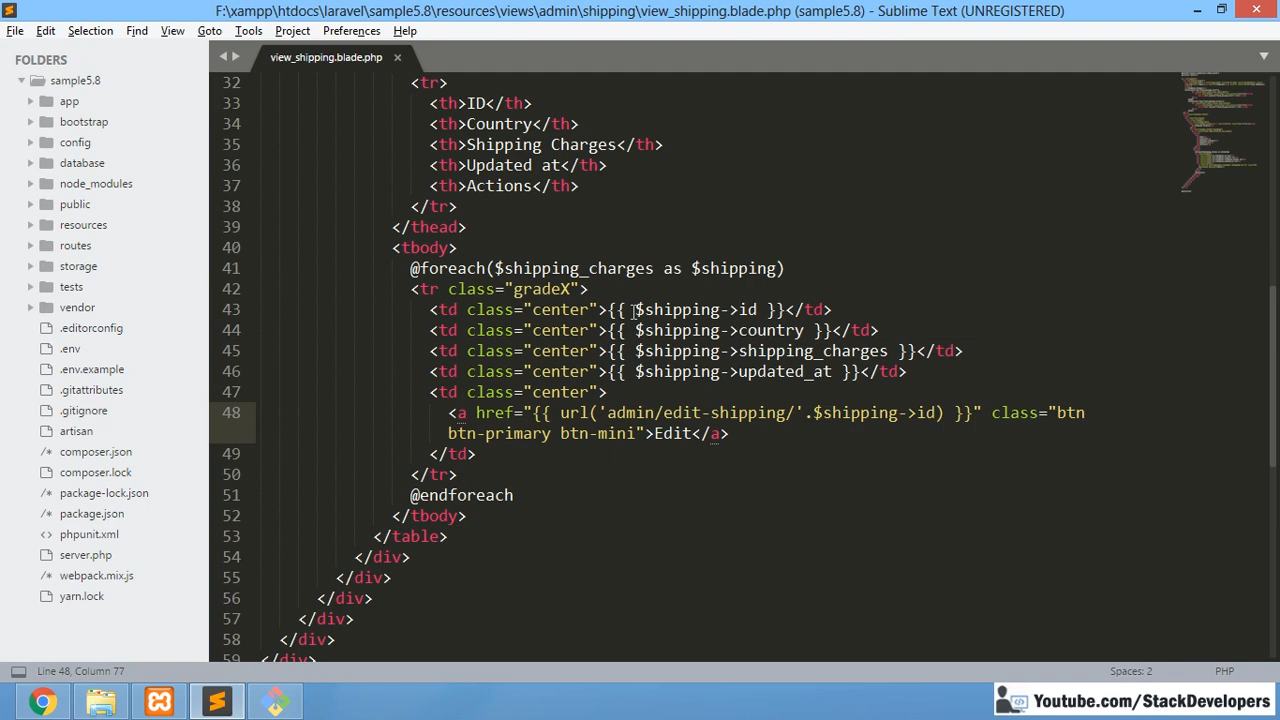 F:\xampp\htdocs\laravel\sample5.8\resources\views\admin\shipping\view_shipping.blade.php (sample5.8) - Sublime Text (UNREGISTERED)
File Edit Selection Find View Goto Tools Project Preferences Help
FOLDERS
sample5.8
app
bootstrap
config
database
node_modules
public
resources
routes
storage
tests
vendor
.editorconfig
.env
.env.example
.gitattributes
.gitignore
artisan
composer.json
composer.lock
package-lock.json
package.json
phpunit.xml
server.php
webpack.mix.js
yarn.lock
view_shipping.blade.php
32 <tr>
33 <th>ID</th>
34 <th>Country</th>
35 <th>Shipping Charges</th>
36 <th>Updated at</th>
37 <th>Actions</th>
38 </tr>
39 </thead>
40 <tbody>
41 @foreach($shipping_charges as $shipping)
42 <tr class="gradeX">
43 <td class="center">{{ $shipping->id }}</td>
44 <td class="center">{{ $shipping->country }}</td>
45 <td class="center">{{ $shipping->shipping_charges }}</td>
46 <td class="center">{{ $shipping->updated_at }}</td>
47 <td class="center">
48 <a href="{{ url('admin/edit-shipping/'.$shipping->id) }}" class="btn
btn-primary btn-mini">Edit</a>
49 </td>
50 </tr>
51 @endforeach
52 </tbody>
53 </table>
54 </div>
55 </div>
56 </div>
57 </div>
58 </div>
59 </div>
Line 48, Column 77
Spaces: 2
PHP
Youtube.com/StackDevelopers